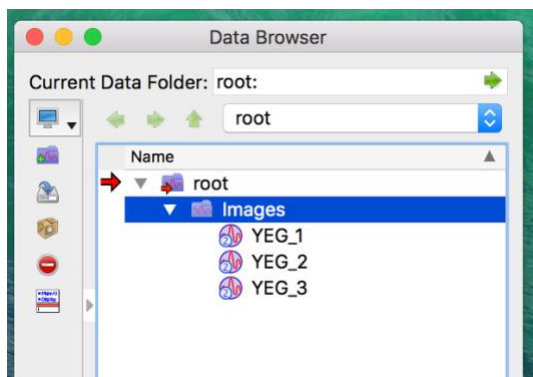 Data Browser
Current Data Folder: root:
root
Name
root
Images
YEG_1
YEG_2
YEG_3